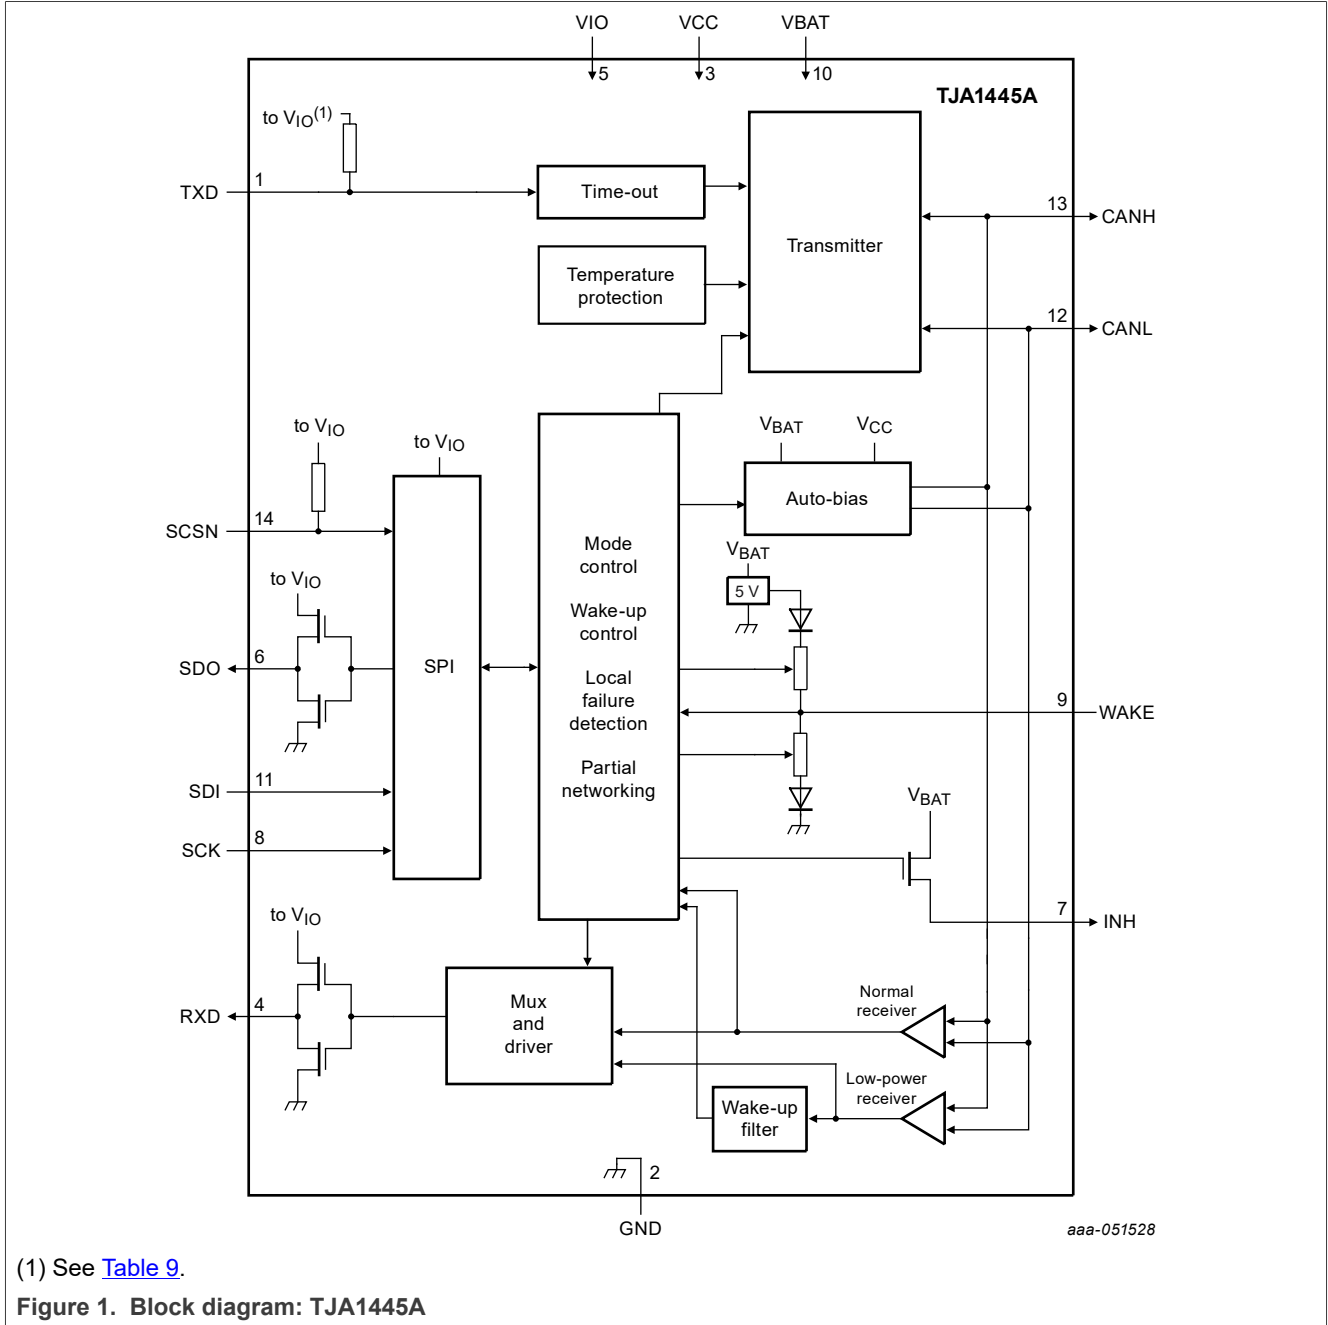 VIO VCC VBAT
5 3 10
TJA1445A
to VIO(1)
TXD 1
Time-out
Temperature
protection
Transmitter
13 CANH
12 CANL
to VIO
to VIO
VBAT VCC
Auto-bias
SCSN 14
to VIO
SDO 6
SDI 11
SCK 8
SPI
Mode
control
Wake-up
control
Local
failure
detection
Partial
networking
VBAT
5 V
9 WAKE
VBAT
7 INH
to VIO
RXD 4
Mux
and
driver
Normal
receiver
Low-power
receiver
Wake-up
filter
2
GND
aaa-051528
(1) See Table 9.
Figure 1. Block diagram: TJA1445A